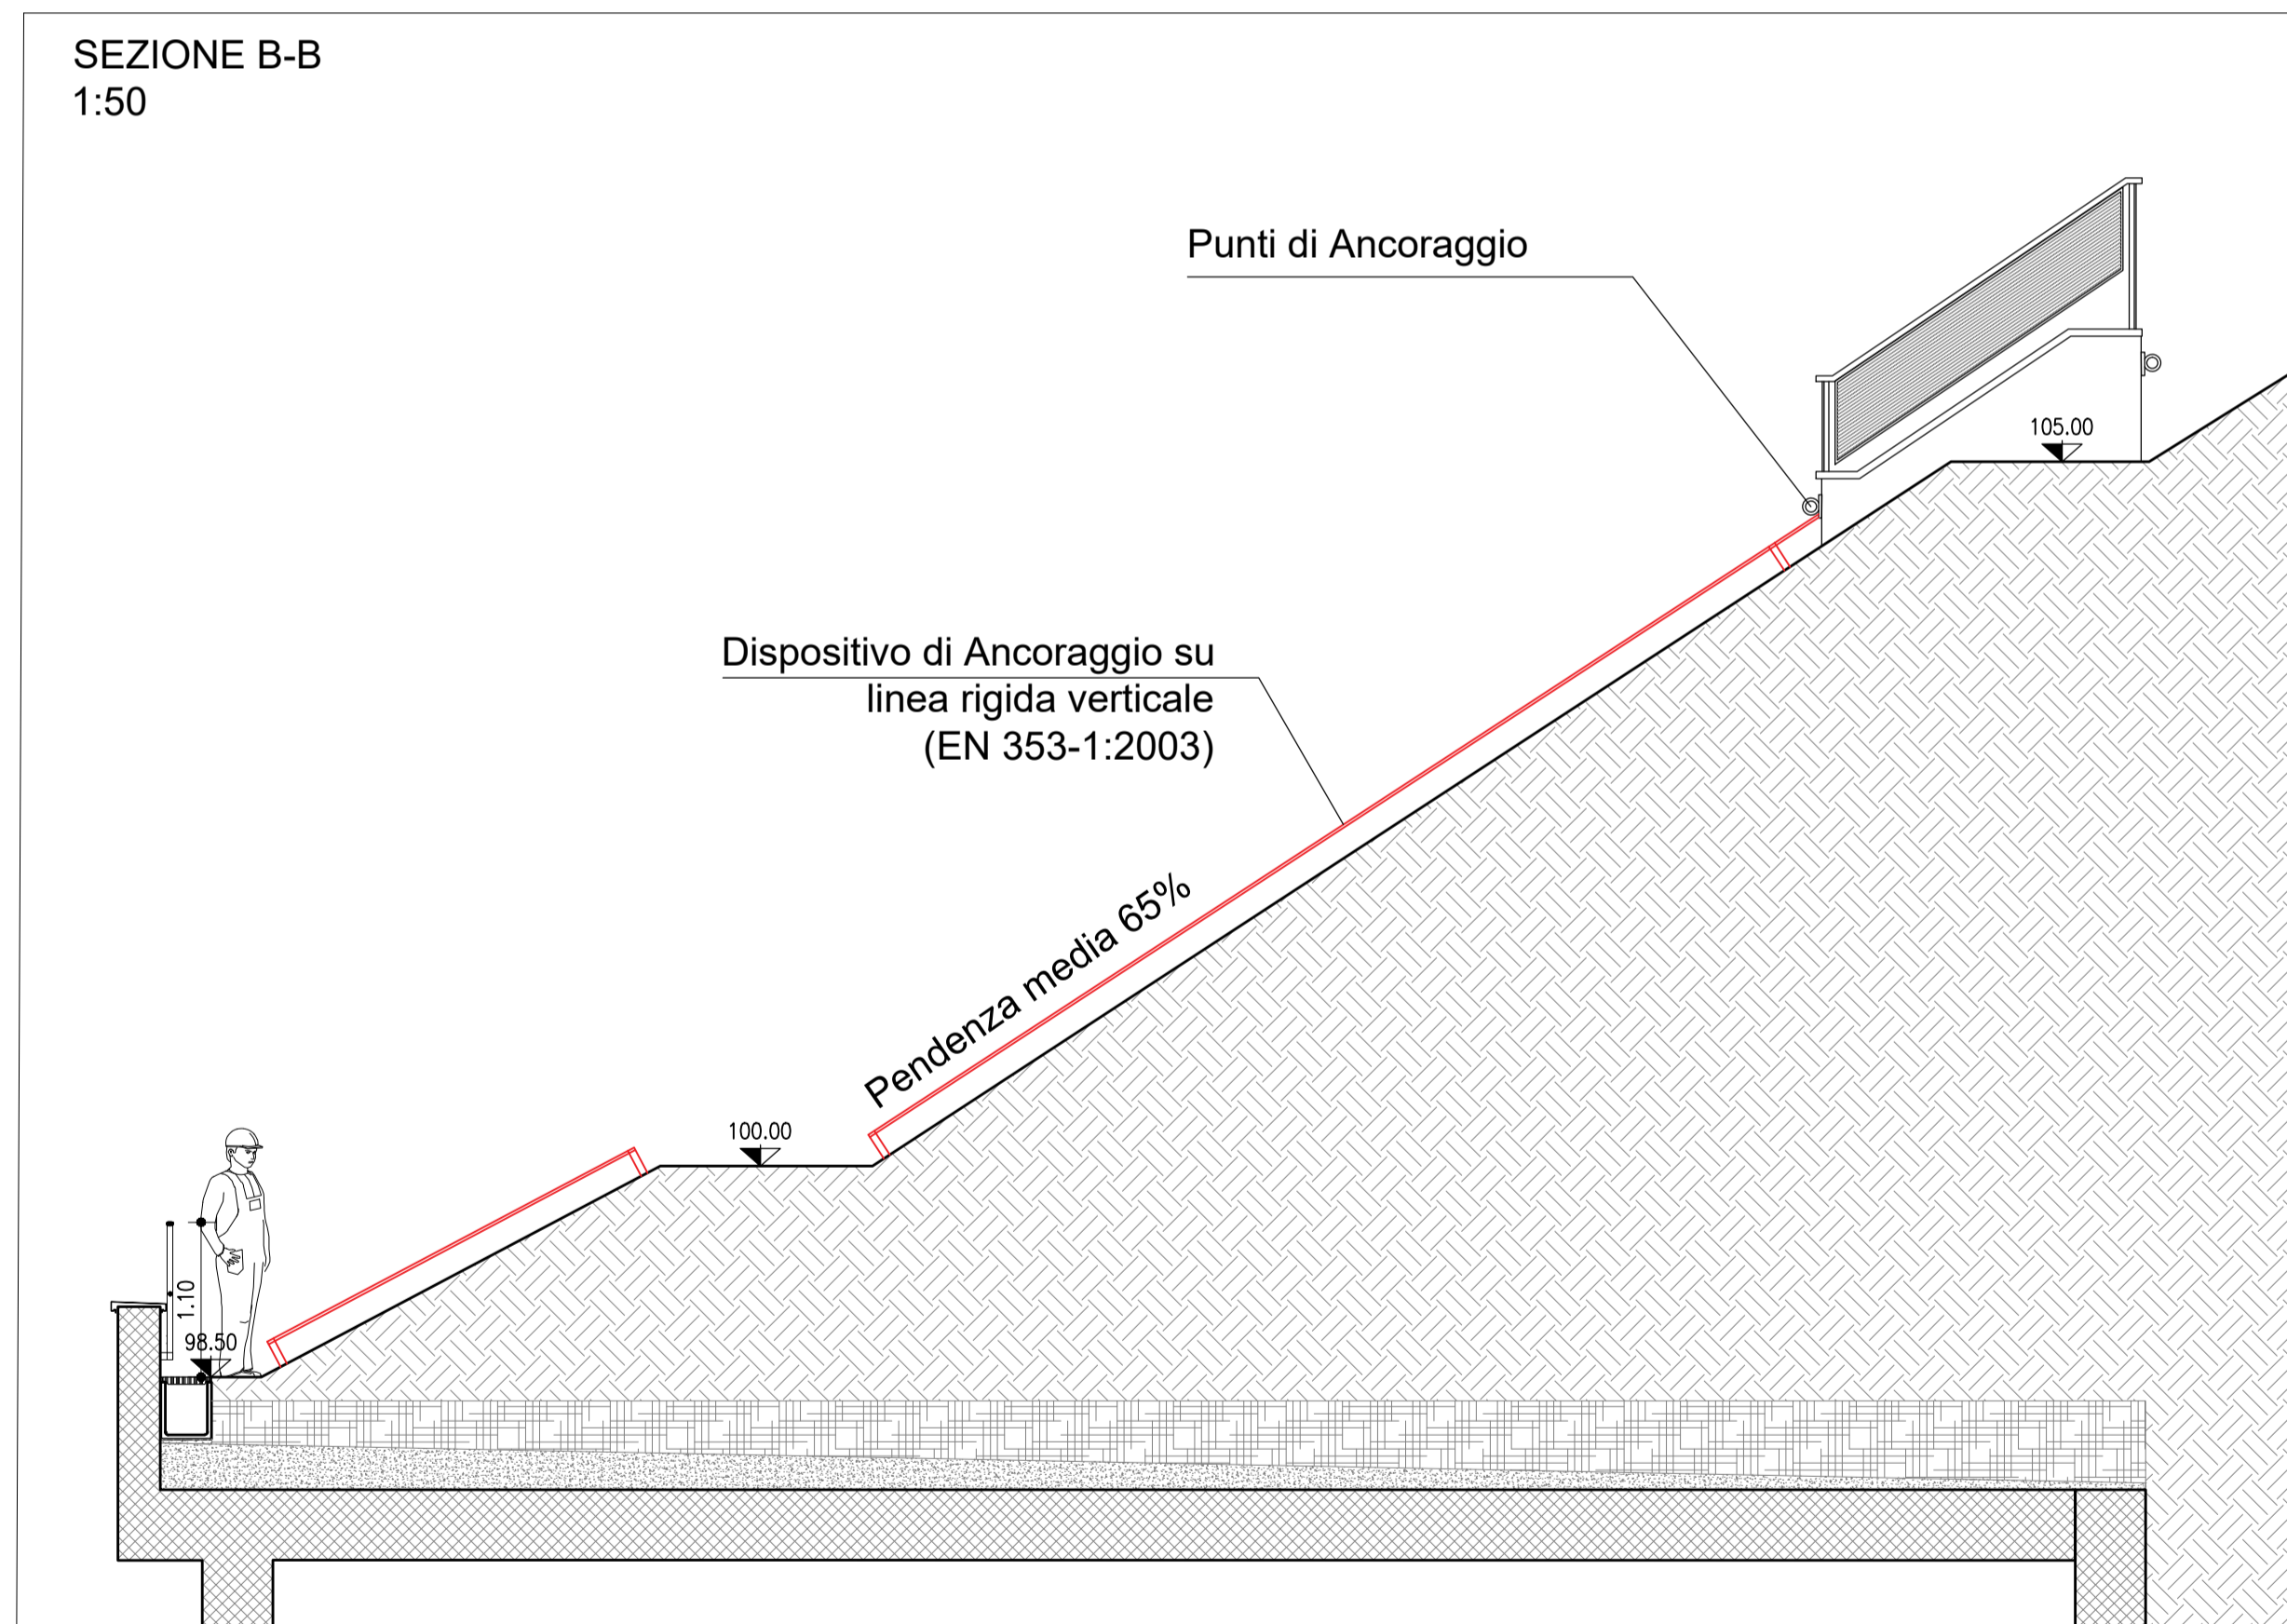 SEZIONE B-B
1:50
Punti di Ancoraggio
105.00
Dispositivo di Ancoraggio su
linea rigida verticale
(EN 353-1:2003)
Pendenza media 65%
100.00
1.10
98.50